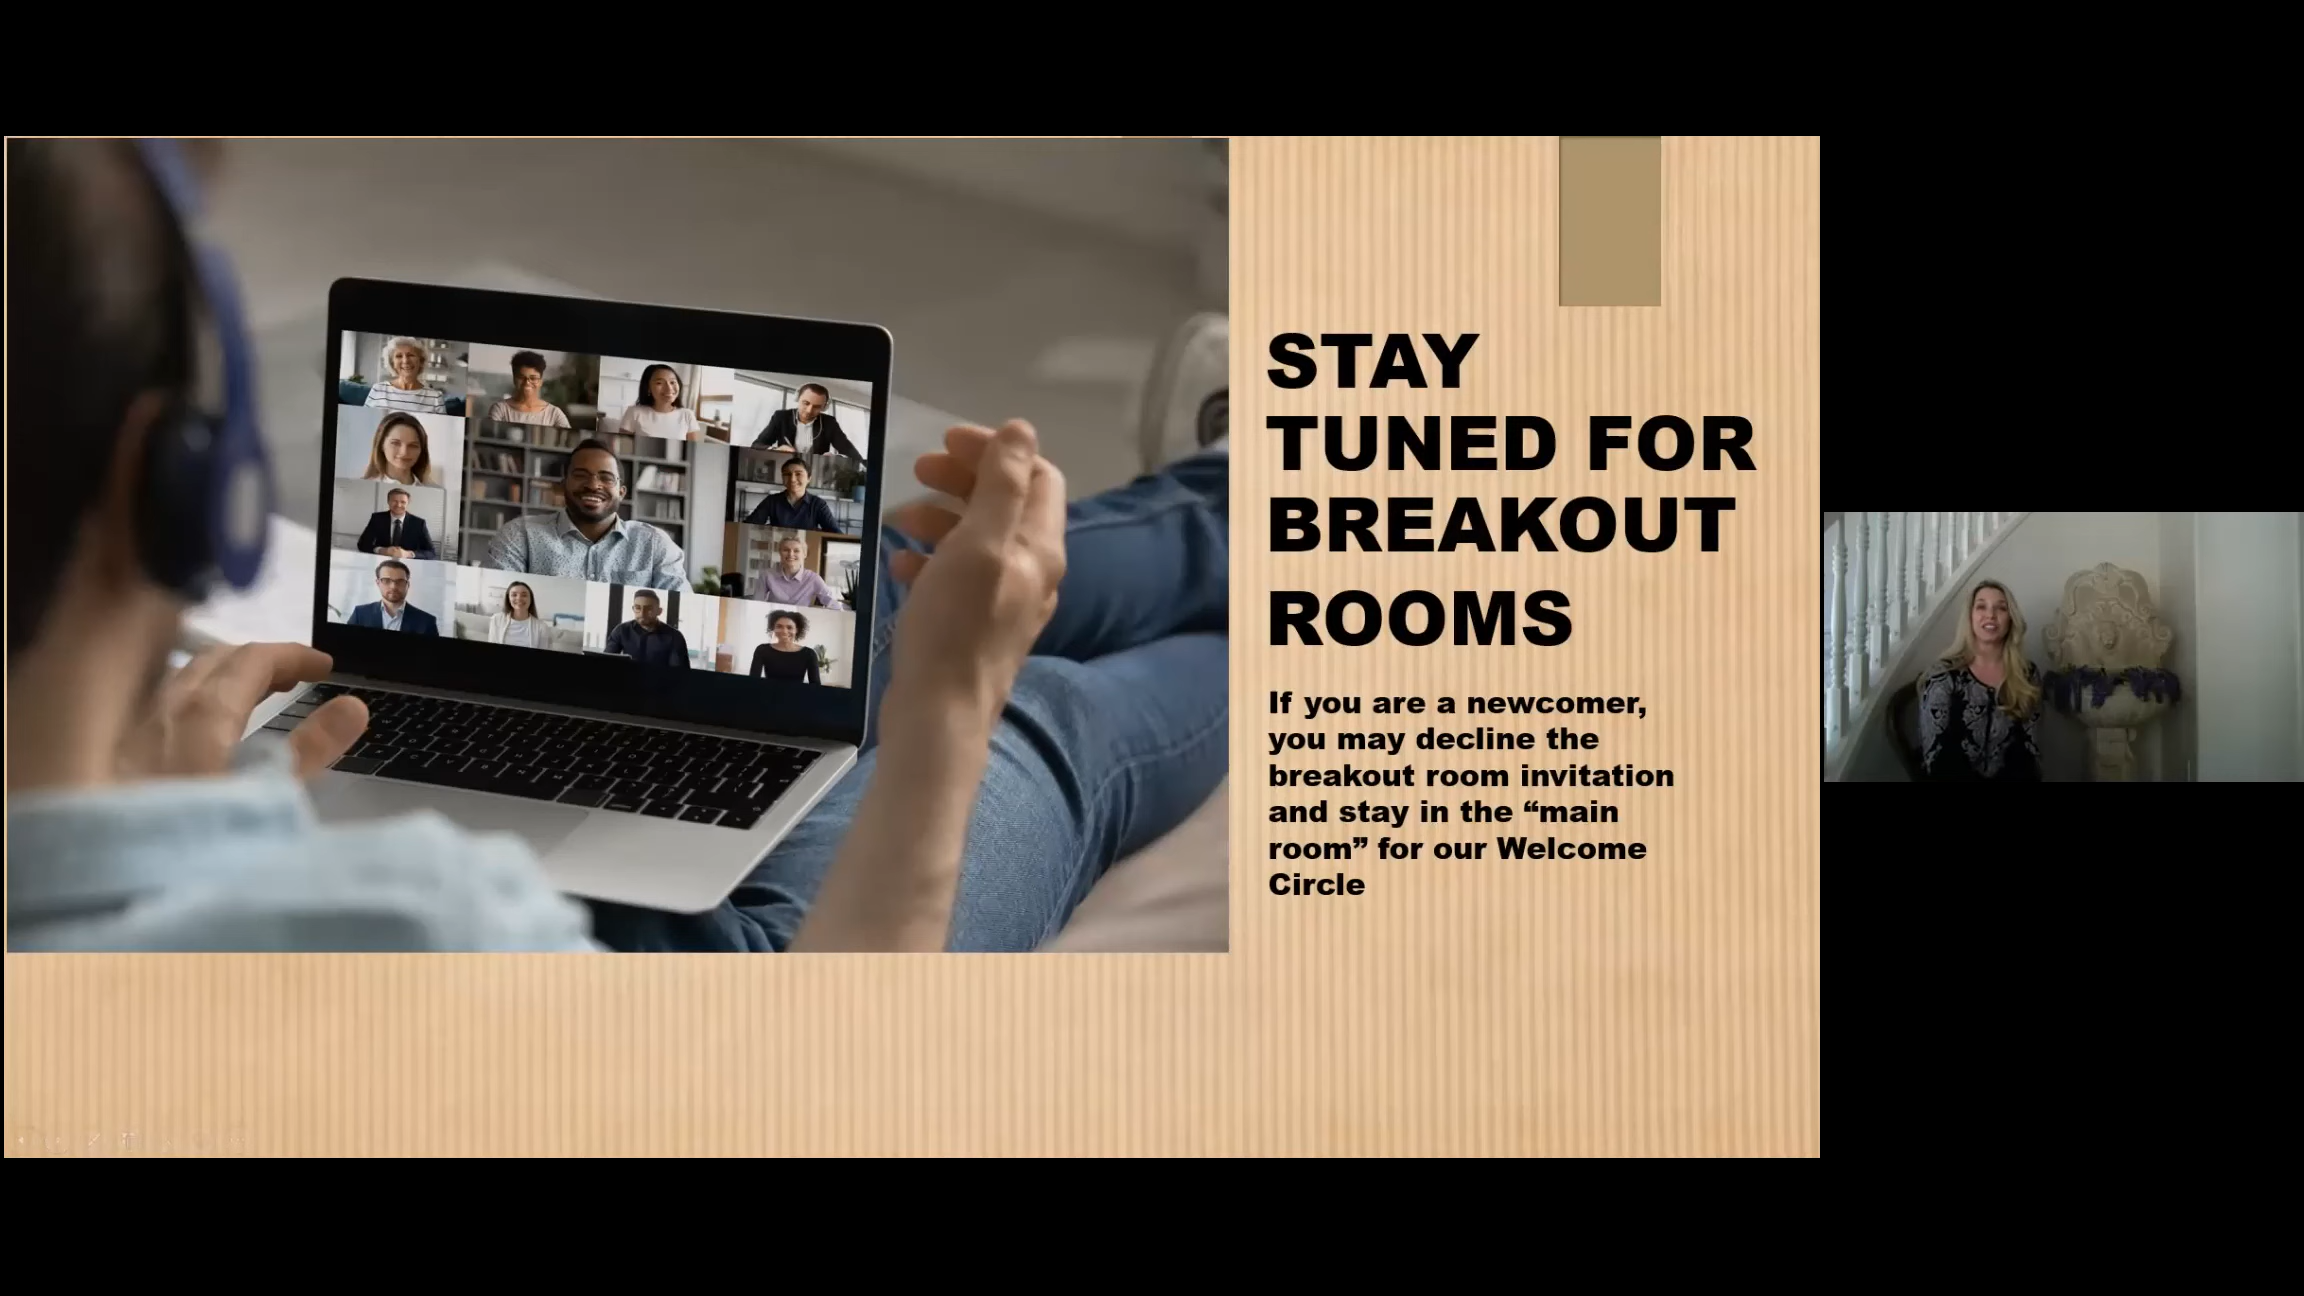 STAY
TUNED FOR
BREAKOUT
ROOMS
If you are a newcomer,
you may decline the
breakout room invitation
and stay in the “main
room” for our Welcome
Circle